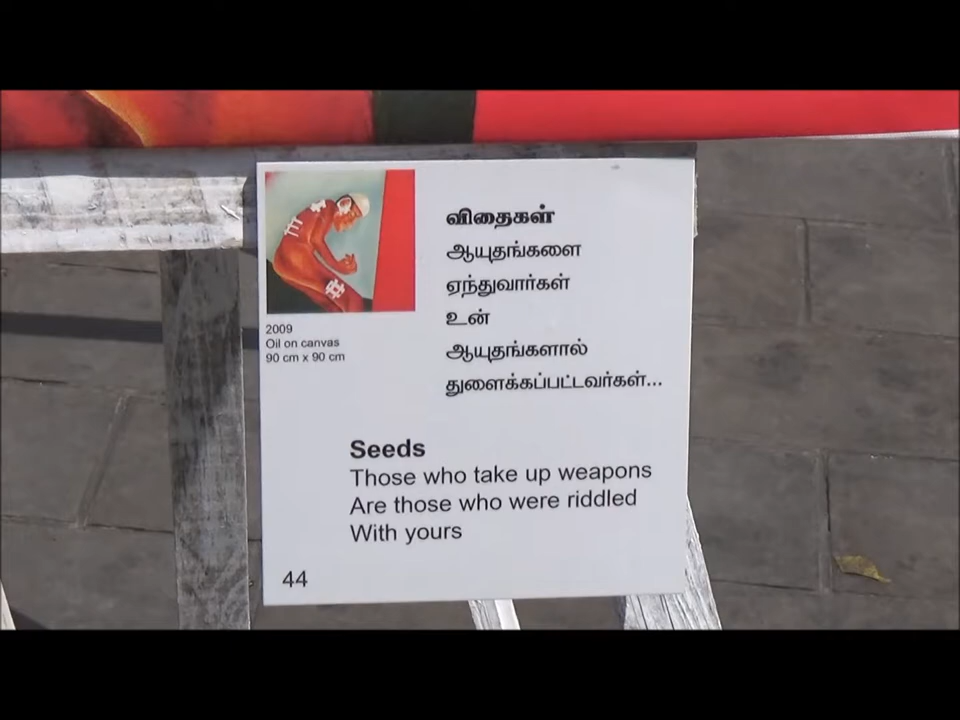 விதைகள்
ஆயுதங்களை
ஏந்துவார்கள்
உன்
ஆயுதங்களால்
துளைக்கப்பட்டவர்கள்...
2009
Oil on canvas
90 cm x 90 cm
Seeds
Those who take up weapons
Are those who were riddled
With yours
44